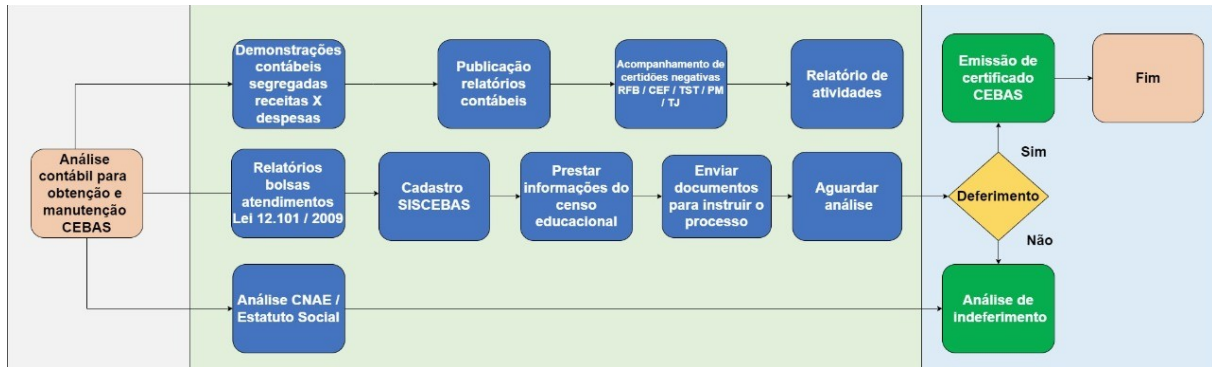 Demonstrações
contábeis
segregadas
receitas X
despesas
Publicação
relatórios
contábeis
Acompanhamento de
certidões negativas
RFB / CEF / TST / PM
/ TJ
Relatório de
atividades
Emissão de
certificado
CEBAS
Fim
Sim
Análise
contábil para
obtenção e
manutenção
CEBAS
Relatórios
bolsas
atendimentos
Lei 12.101 / 2009
Cadastro
SISCEBAS
Prestar
informações do
censo
educacional
Enviar
documentos
para instruir o
processo
Aguardar
análise
Deferimento
Não
Análise CNAE /
Estatuto Social
Análise de
indeferimento